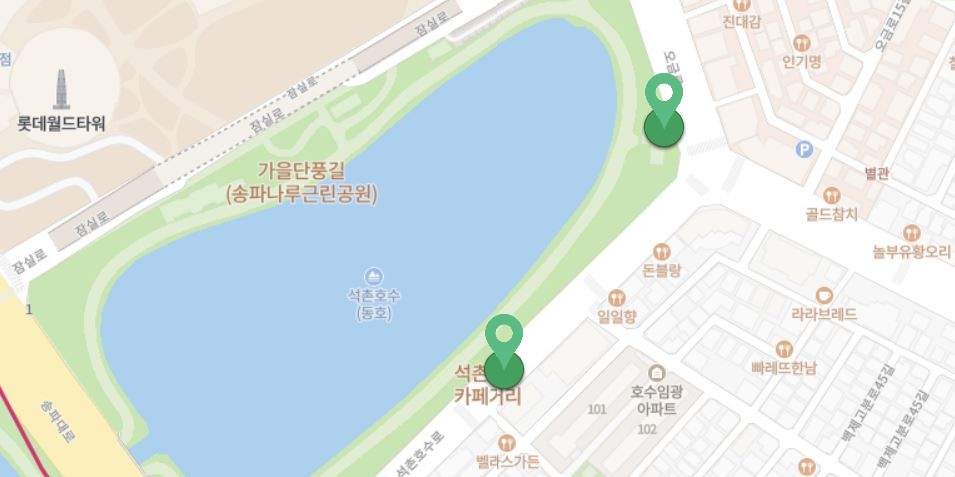 진대감
오금로15길
인기명
잠실로
잠실로
잠실로
롯데월드타워
점
오금
P
가을단풍길
(송파나루근린공원)
별관
골드참치
잠실로
놀부유황오리
잠실로
돈블랑
석촌호수
(동호)
1
일일향
라라브레드
석촌
카페거리
빠레뜨한남
호수임광
아파트
101
102
송파대로
백제고분로45길
백제고분로45길
석촌호수로
벨라스가든